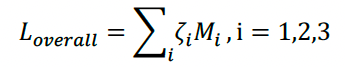 L_overall = ∑_i ζ_i M_i , i = 1,2,3